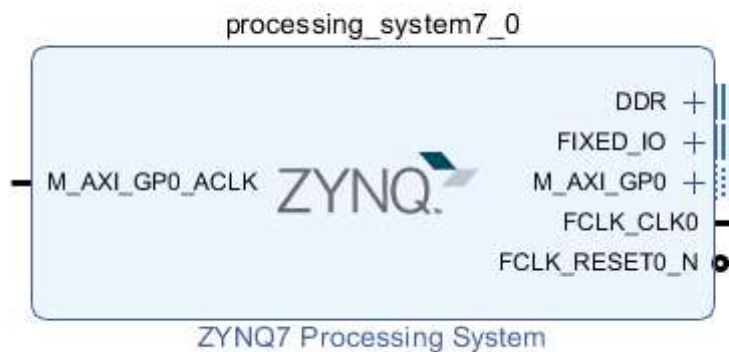 processing_system7_0
DDR
FIXED_IO
M_AXI_GP0_ACLK
ZYNQ
M_AXI_GP0
FCLK_CLK0
FCLK_RESET0_N
ZYNQ7 Processing System